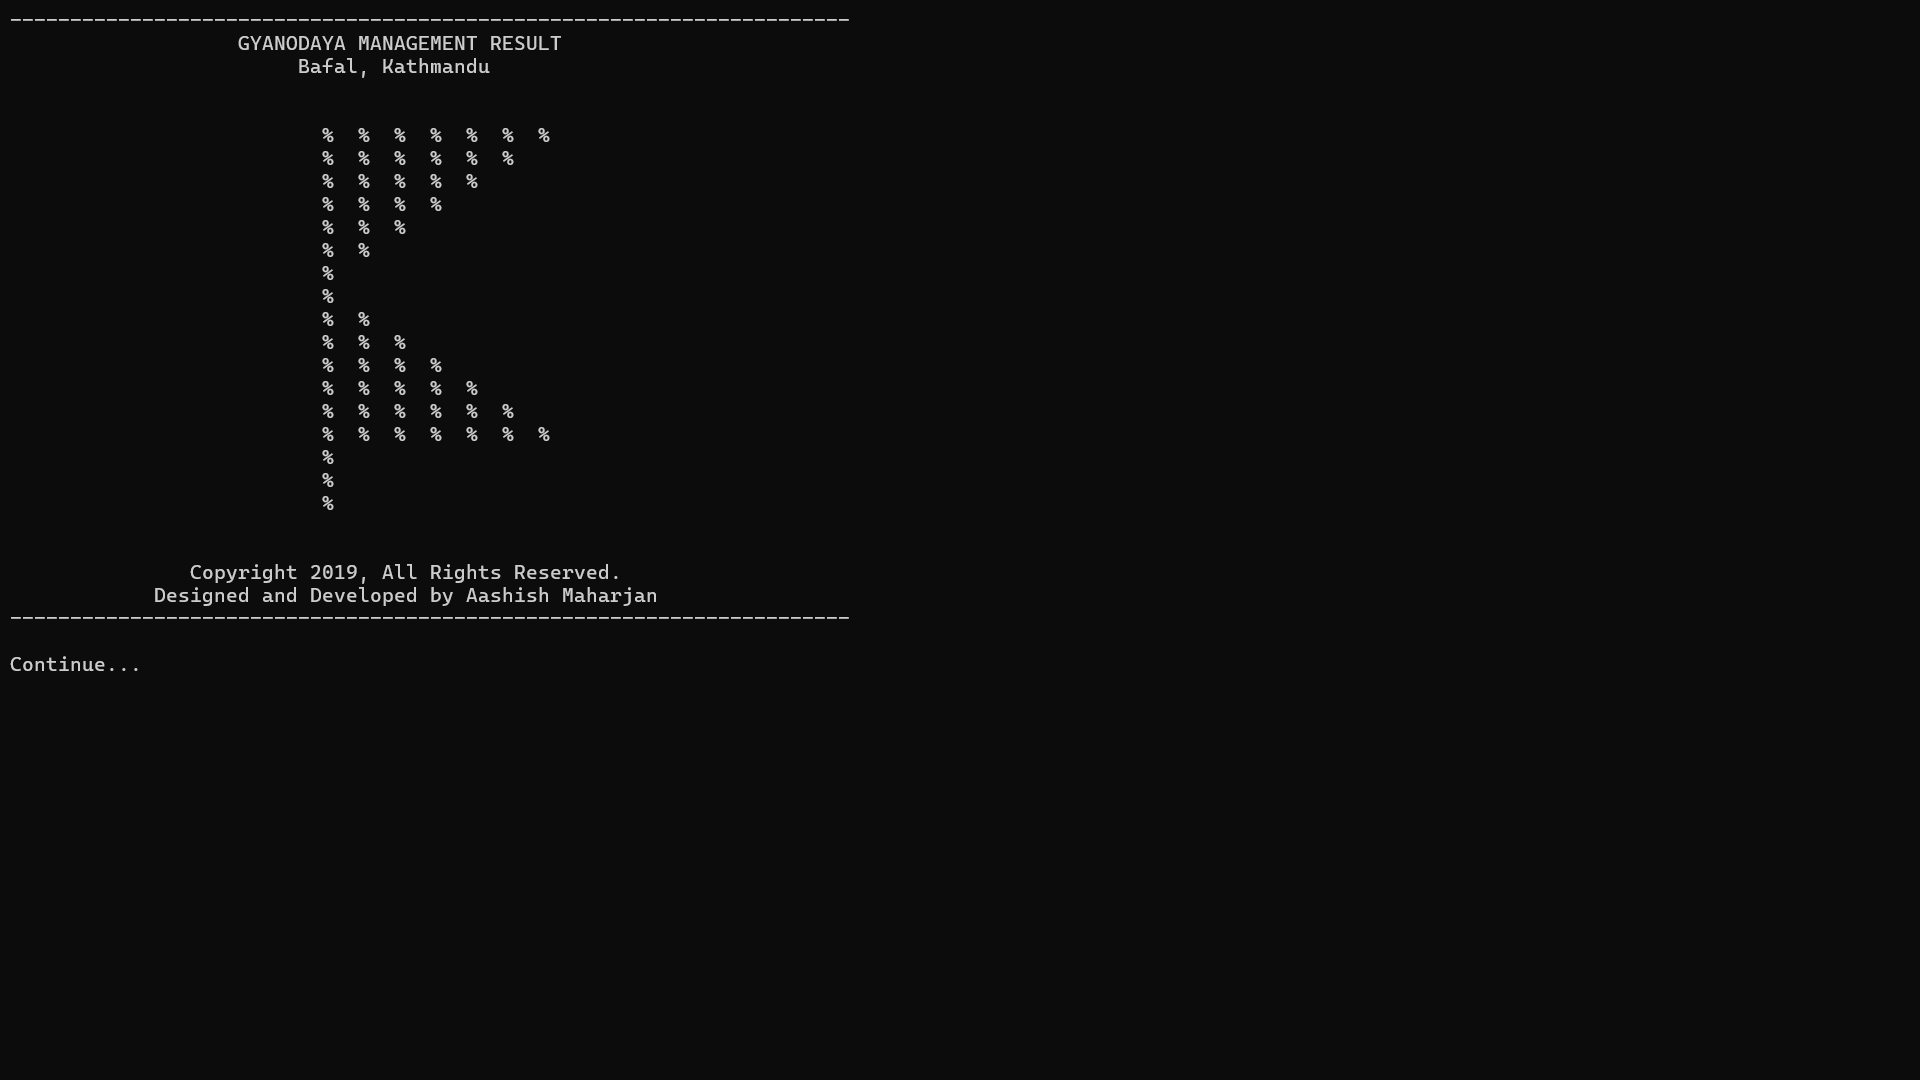 ----------------------------------------------------------------------
GYANODAYA MANAGEMENT RESULT
Bafal, Kathmandu
% % % % % % %
% % % % % %
% % % % %
% % % %
% % %
% %
%
%
% %
% % %
% % % %
% % % % %
% % % % % %
% % % % % % %
%
%
%
Copyright 2019, All Rights Reserved.
Designed and Developed by Aashish Maharjan
----------------------------------------------------------------------
Continue...